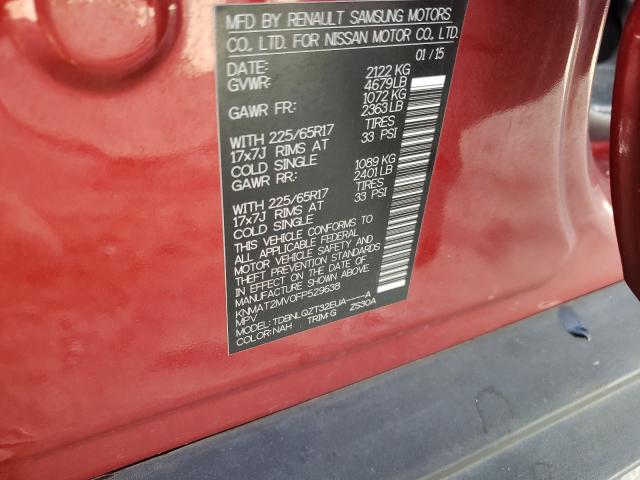 MFD BY RENAULT SAMSUNG MOTORS
CO. LTD. FOR NISSAN MOTOR CO. LTD.
DATE: 01/15
GVWR: 2122 KG 4679LB
GAWR FR: 1072 KG 2363 LB
WITH 225/65R17 TIRES
17x7J RIMS AT 33 PSI
COLD SINGLE
GAWR RR: 1089 KG 2401 LB
WITH 225/65R17 TIRES
17x7J RIMS AT 33 PSI
COLD SINGLE
THIS VEHICLE CONFORMS TO
ALL APPLICABLE FEDERAL
MOTOR VEHICLE SAFETY AND
THEFT PREVENTION STANDARDS
IN EFFECT ON THE DATE OF
MANUFACTURE SHOWN ABOVE.
KNMAT2MV0FP529638
MPV
MODEL: TDBNLQZT32EUA-----A
COLOR: NAH TRIM: G ZS30A